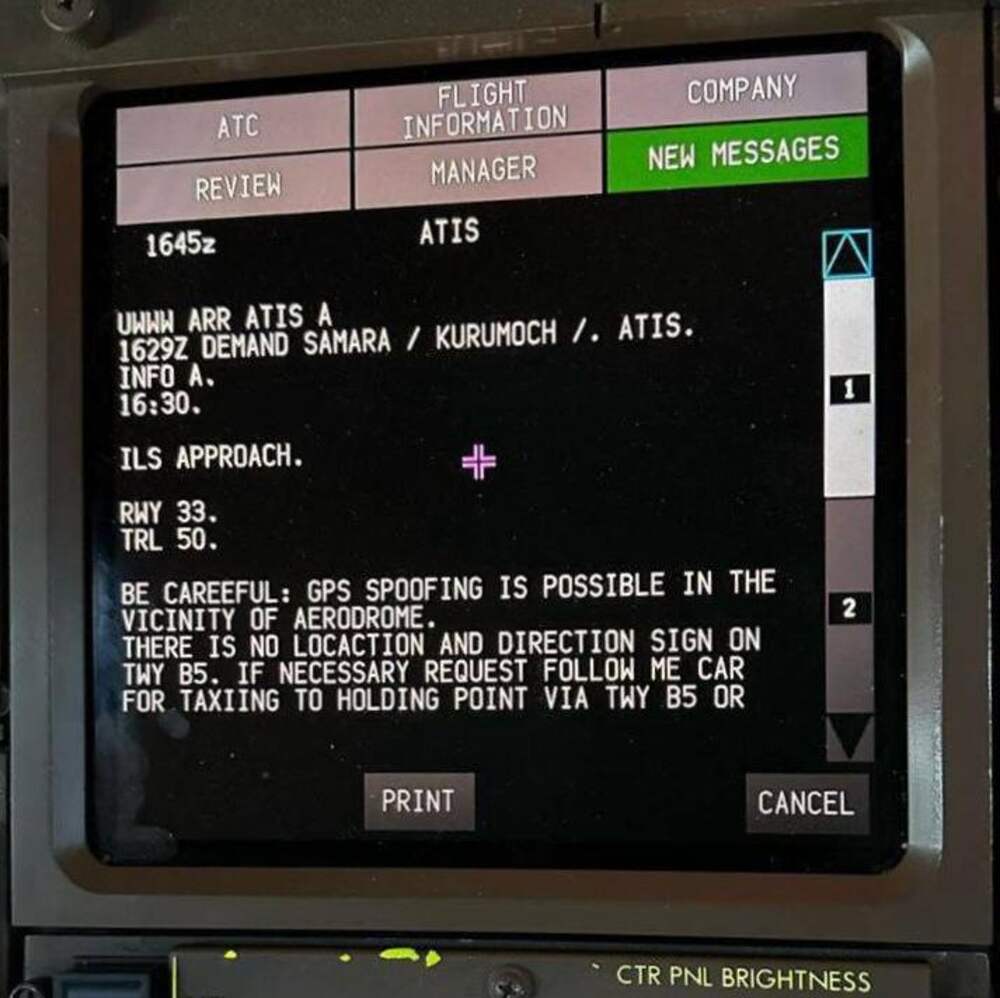 ATC
FLIGHT
INFORMATION
COMPANY
REVIEW
MANAGER
NEW MESSAGES
1645z
ATIS
UWWW ARR ATIS A
1629Z DEMAND SAMARA / KURUMOCH /. ATIS.
INFO A.
16:30.
ILS APPROACH.
RWY 33.
TRL 50.
BE CAREEFUL: GPS SPOOFING IS POSSIBLE IN THE
VICINITY OF AERODROME.
THERE IS NO LOCACTION AND DIRECTION SIGN ON
TWY B5. IF NECESSARY REQUEST FOLLOW ME CAR
FOR TAXIING TO HOLDING POINT VIA TWY B5 OR
1
2
PRINT
CANCEL
CTR PNL BRIGHTNESS